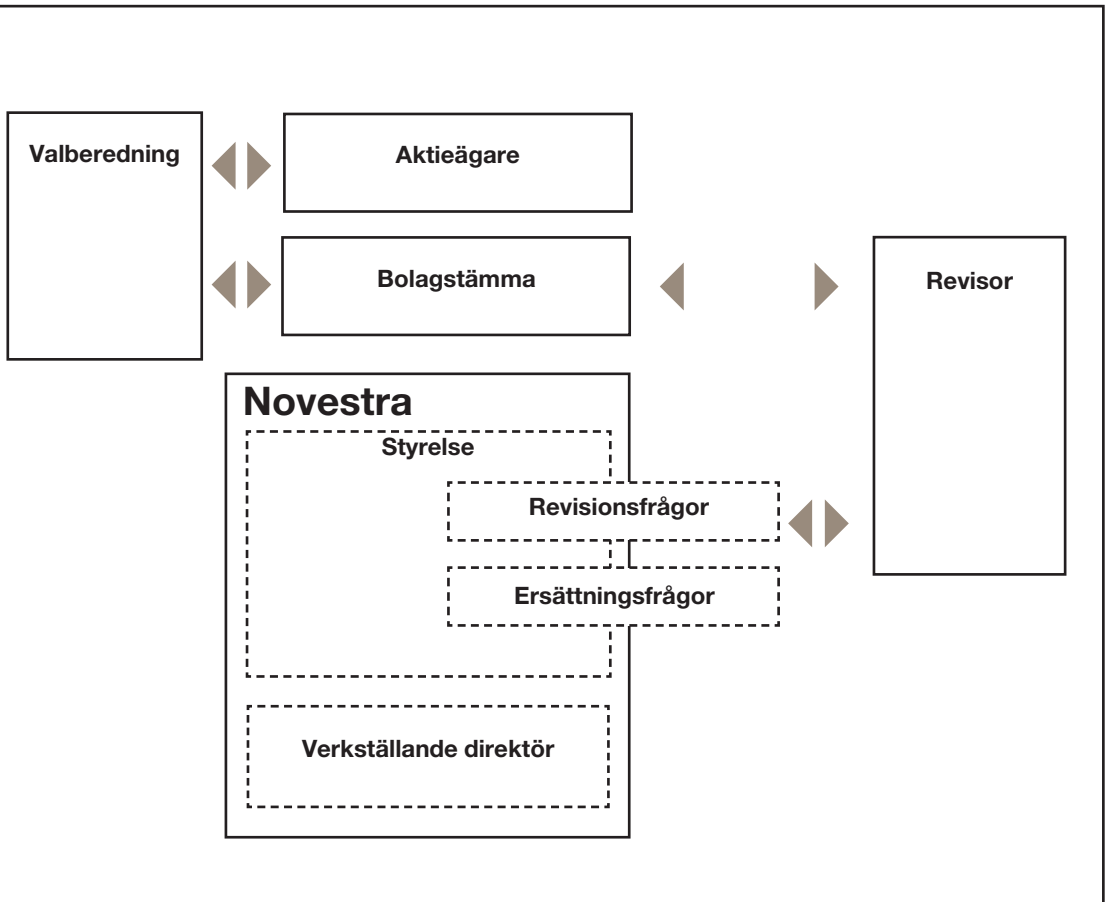 Valberedning
Aktieägare
Bolagstämma
Revisor
Novestra
Styrelse
Revisionsfrågor
Ersättningsfrågor
Verkställande direktör